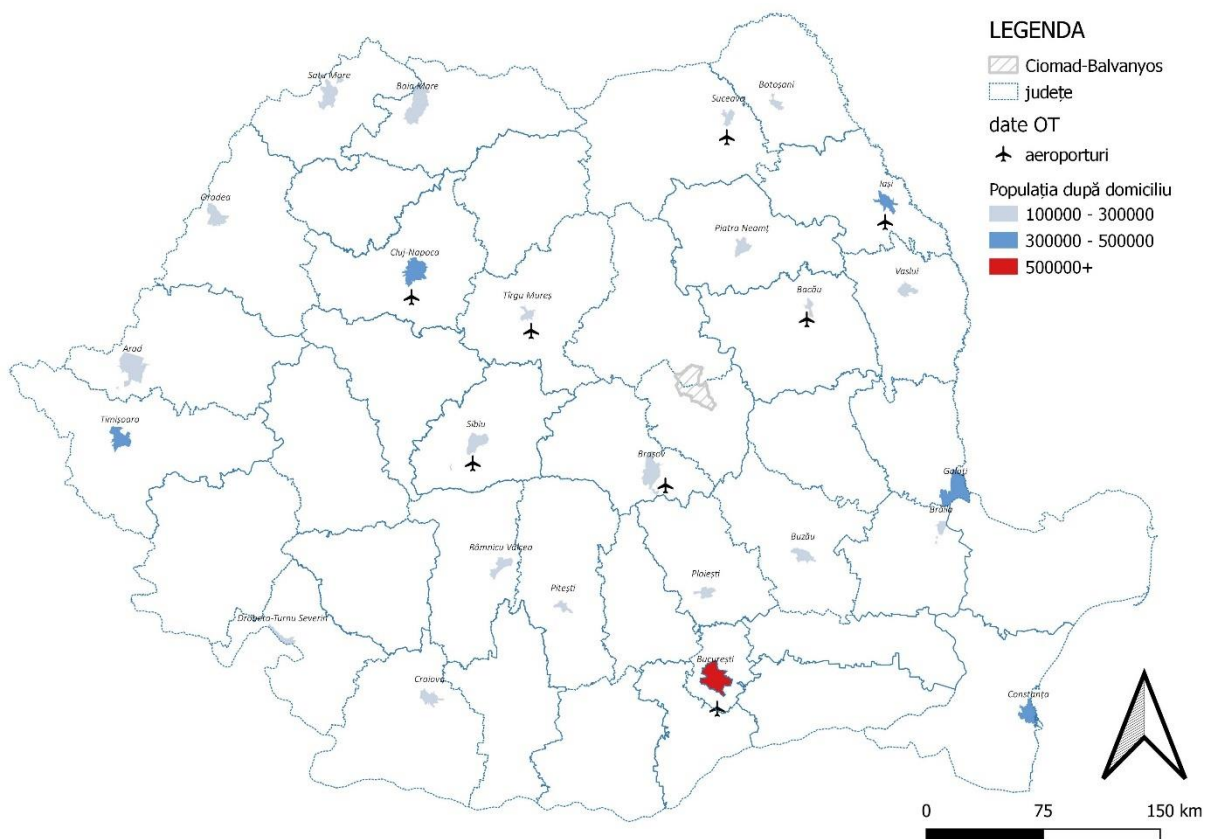 LEGENDA
Ciomad-Balvanyos
județe
date OT
aeroporturi
Populația după domiciliu
100000 - 300000
300000 - 500000
500000+
Satu Mare
Baia Mare
Suceava
Botoșani
Oradea
Iași
Cluj-Napoca
Piatra Neamț
Tîrgu Mureș
Bacău
Vaslui
Arad
Timișoara
Sibiu
Brașov
Galați
Brăila
Râmnicu Vâlcea
Buzău
Pitești
Ploiești
Drobeta-Turnu Severin
București
Craiova
Constanța
0 75 150 km